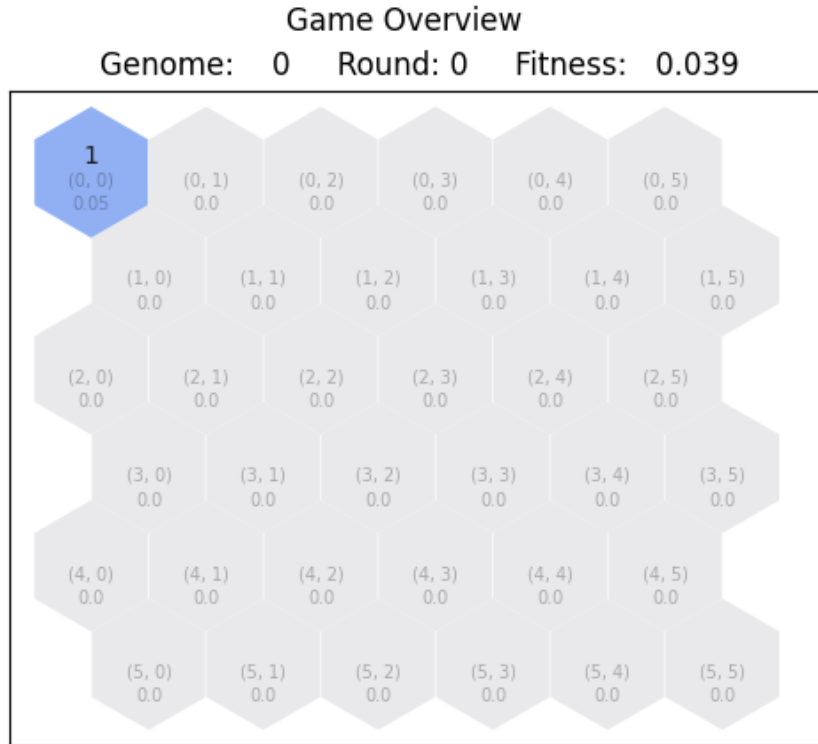 Game Overview
Genome: 0 Round: 0 Fitness: 0.039
1
(0, 0) (0, 1) (0, 2) (0, 3) (0, 4) (0, 5)
0.05 0.0 0.0 0.0 0.0 0.0
(1, 0) (1, 1) (1, 2) (1, 3) (1, 4) (1, 5)
0.0 0.0 0.0 0.0 0.0 0.0
(2, 0) (2, 1) (2, 2) (2, 3) (2, 4) (2, 5)
0.0 0.0 0.0 0.0 0.0 0.0
(3, 0) (3, 1) (3, 2) (3, 3) (3, 4) (3, 5)
0.0 0.0 0.0 0.0 0.0 0.0
(4, 0) (4, 1) (4, 2) (4, 3) (4, 4) (4, 5)
0.0 0.0 0.0 0.0 0.0 0.0
(5, 0) (5, 1) (5, 2) (5, 3) (5, 4) (5, 5)
0.0 0.0 0.0 0.0 0.0 0.0